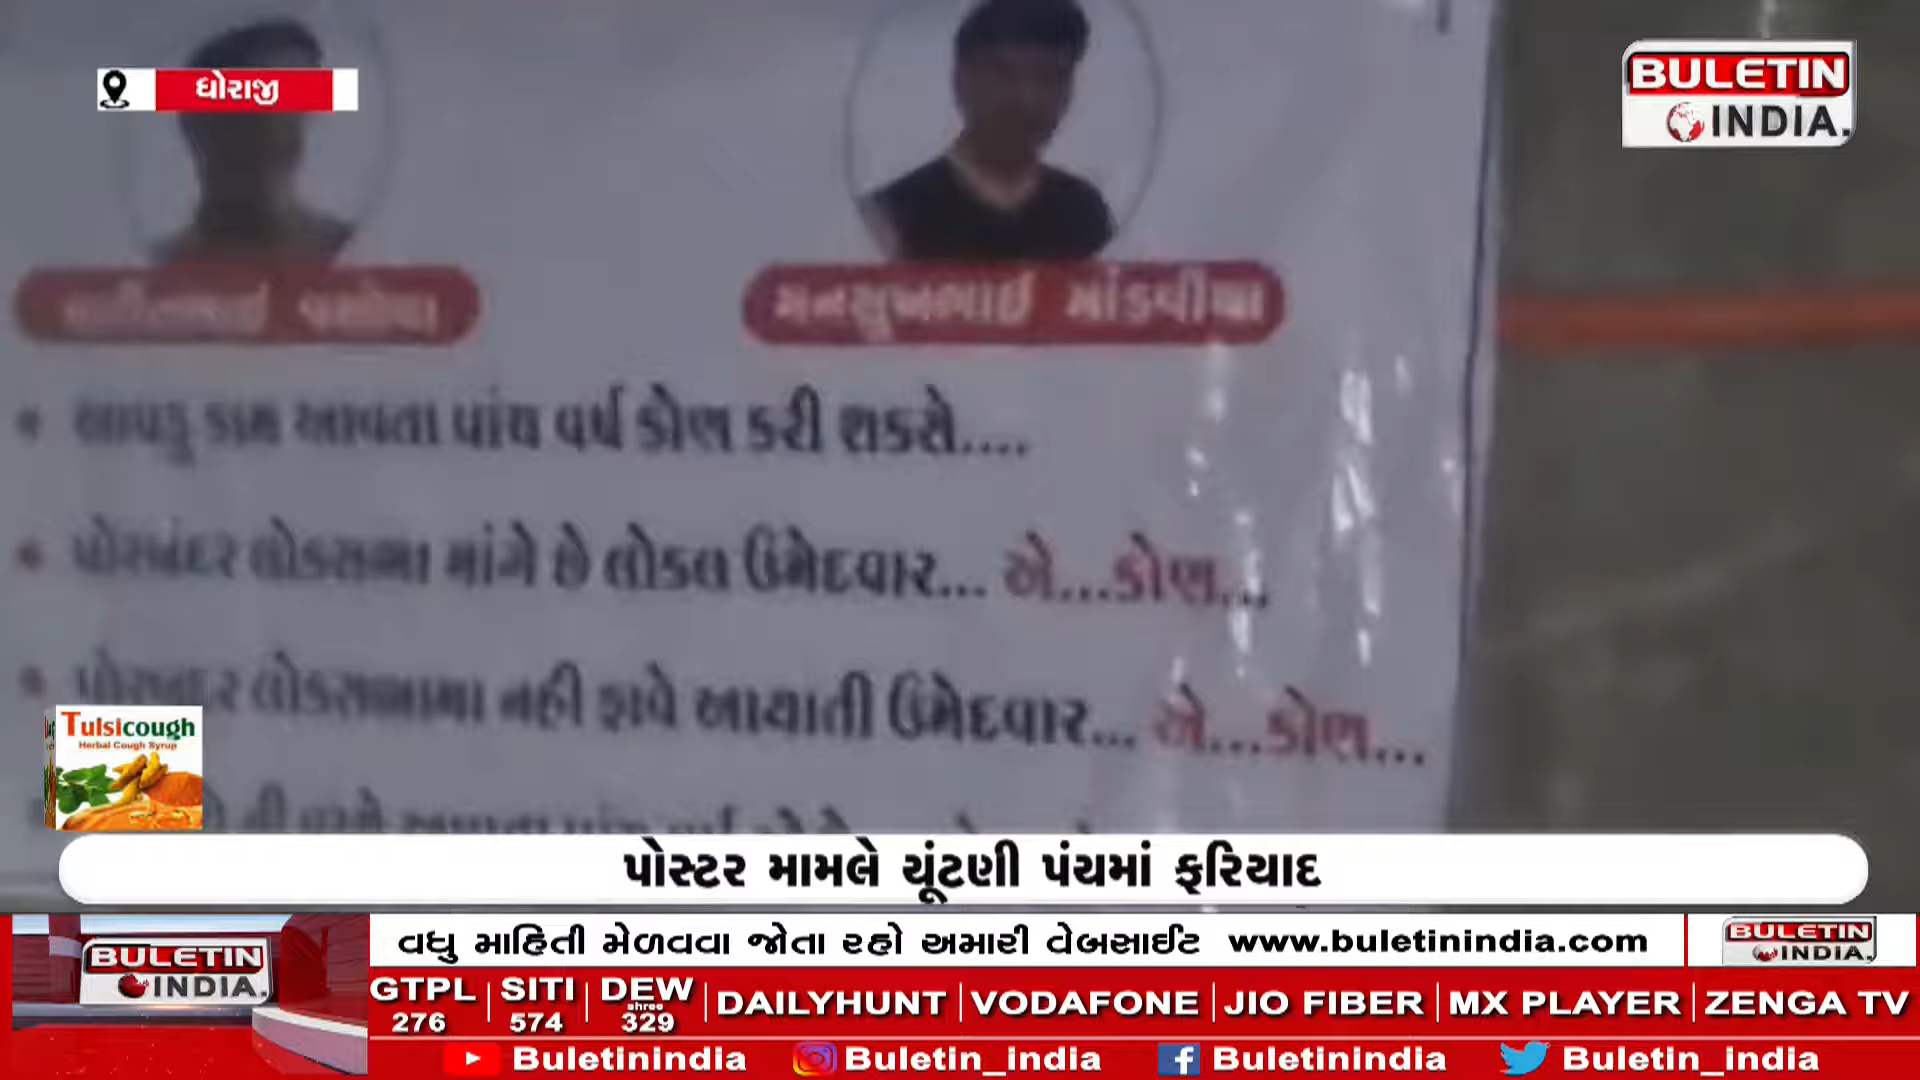 ધોરાજી
BULETIN
INDIA.
મનસુખભાઈ માંડવીયા
કામ આવતા પાંચ વર્ષ કોણ કરી શકસે....
પોરબંદર લોકસભા માંગે છે લોકલ ઉમેદવાર... એ...કોણ...
પોરબંદર લોકસભામા નહી ફાવે આયાતી ઉમેદવાર... એ...કોણ...
Tulsicough
Herbal Cough Syrup
પોસ્ટર મામલે ચૂંટણી પંચમાં ફરિયાદ
વધુ માહિતી મેળવવા જોતા રહો અમારી વેબસાઈટ www.buletinindia.com
BULETIN
INDIA.
BULETIN
INDIA.
GTPL 276 | SITI 574 | DEW shree 329 | DAILYHUNT | VODAFONE | JIO FIBER | MX PLAYER | ZENGA TV
Buletinindia Buletin_india Buletinindia Buletin_india